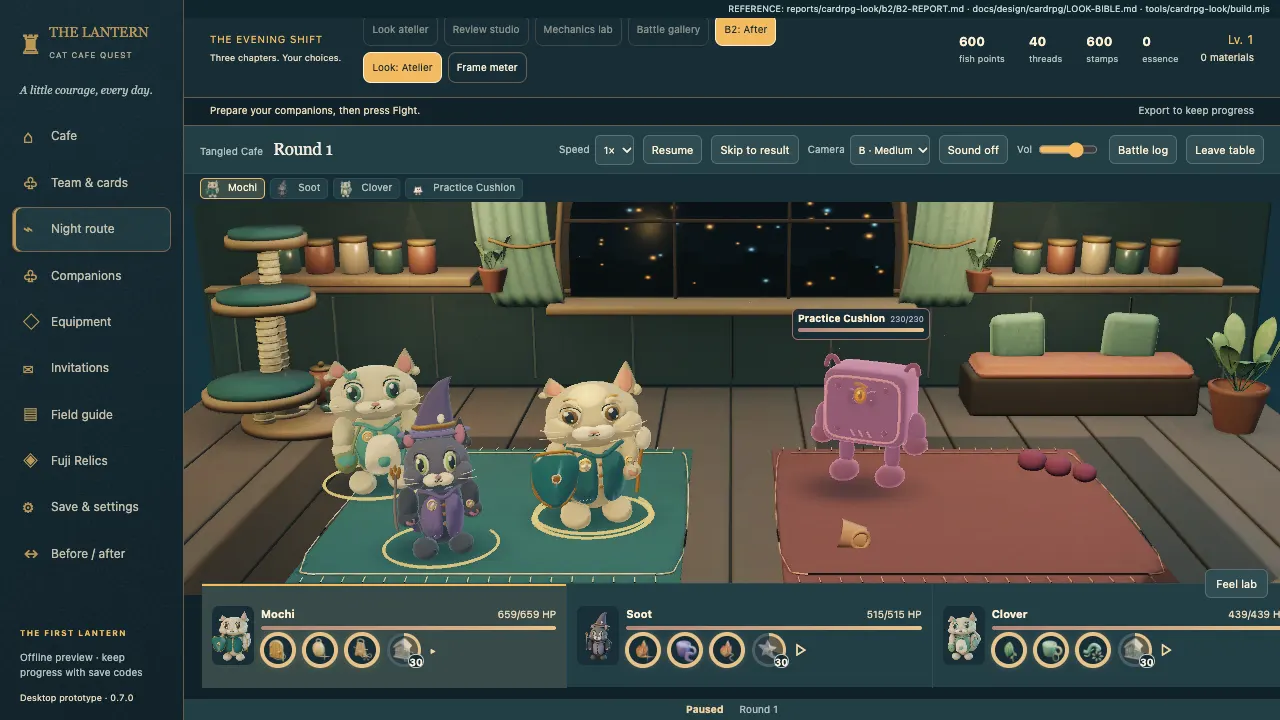 REFERENCE: reports/cardrpg-look/b2/B2-REPORT.md · docs/design/cardrpg/LOOK-BIBLE.md · tools/cardrpg-look/build.mjs
THE LANTERN
CAT CAFE QUEST
A little courage, every day.
Cafe
Team & cards
Night route
Companions
Equipment
Invitations
Field guide
Fuji Relics
Save & settings
Before / after
THE FIRST LANTERN
Offline preview · keep
progress with save codes
Desktop prototype · 0.7.0
THE EVENING SHIFT
Three chapters. Your choices.
Look atelier
Review studio
Mechanics lab
Battle gallery
B2: After
Look: Atelier
Frame meter
600 fish points
40 threads
600 stamps
0 essence
Lv. 1
0 materials
Prepare your companions, then press Fight.
Export to keep progress
Tangled Cafe Round 1
Speed 1x
Resume
Skip to result
Camera B · Medium
Sound off
Vol
Battle log
Leave table
Mochi
Soot
Clover
Practice Cushion
Practice Cushion 230/230
Feel lab
Mochi 659/659 HP
30
Soot 515/515 HP
30
Clover 439/439 H
30
Paused Round 1